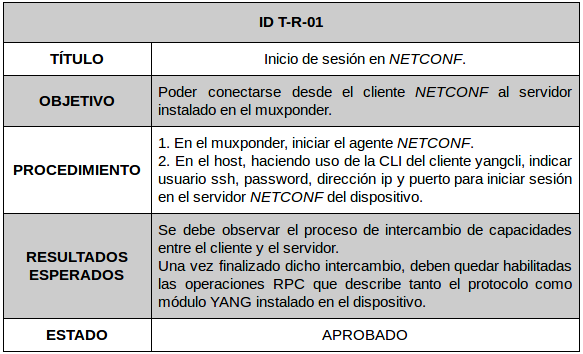 ID T-R-01
TÍTULO
Inicio de sesión en NETCONF.
OBJETIVO
Poder conectarse desde el cliente NETCONF al servidor
instalado en el muxponder.
PROCEDIMIENTO
1. En el muxponder, iniciar el agente NETCONF.
2. En el host, haciendo uso de la CLI del cliente yangcli, indicar
usuario ssh, password, dirección ip y puerto para iniciar sesión
en el servidor NETCONF del dispositivo.
RESULTADOS
ESPERADOS
Se debe observar el proceso de intercambio de capacidades
entre el cliente y el servidor.
Una vez finalizado dicho intercambio, deben quedar habilitadas
las operaciones RPC que describe tanto el protocolo como
módulo YANG instalado en el dispositivo.
ESTADO
APROBADO